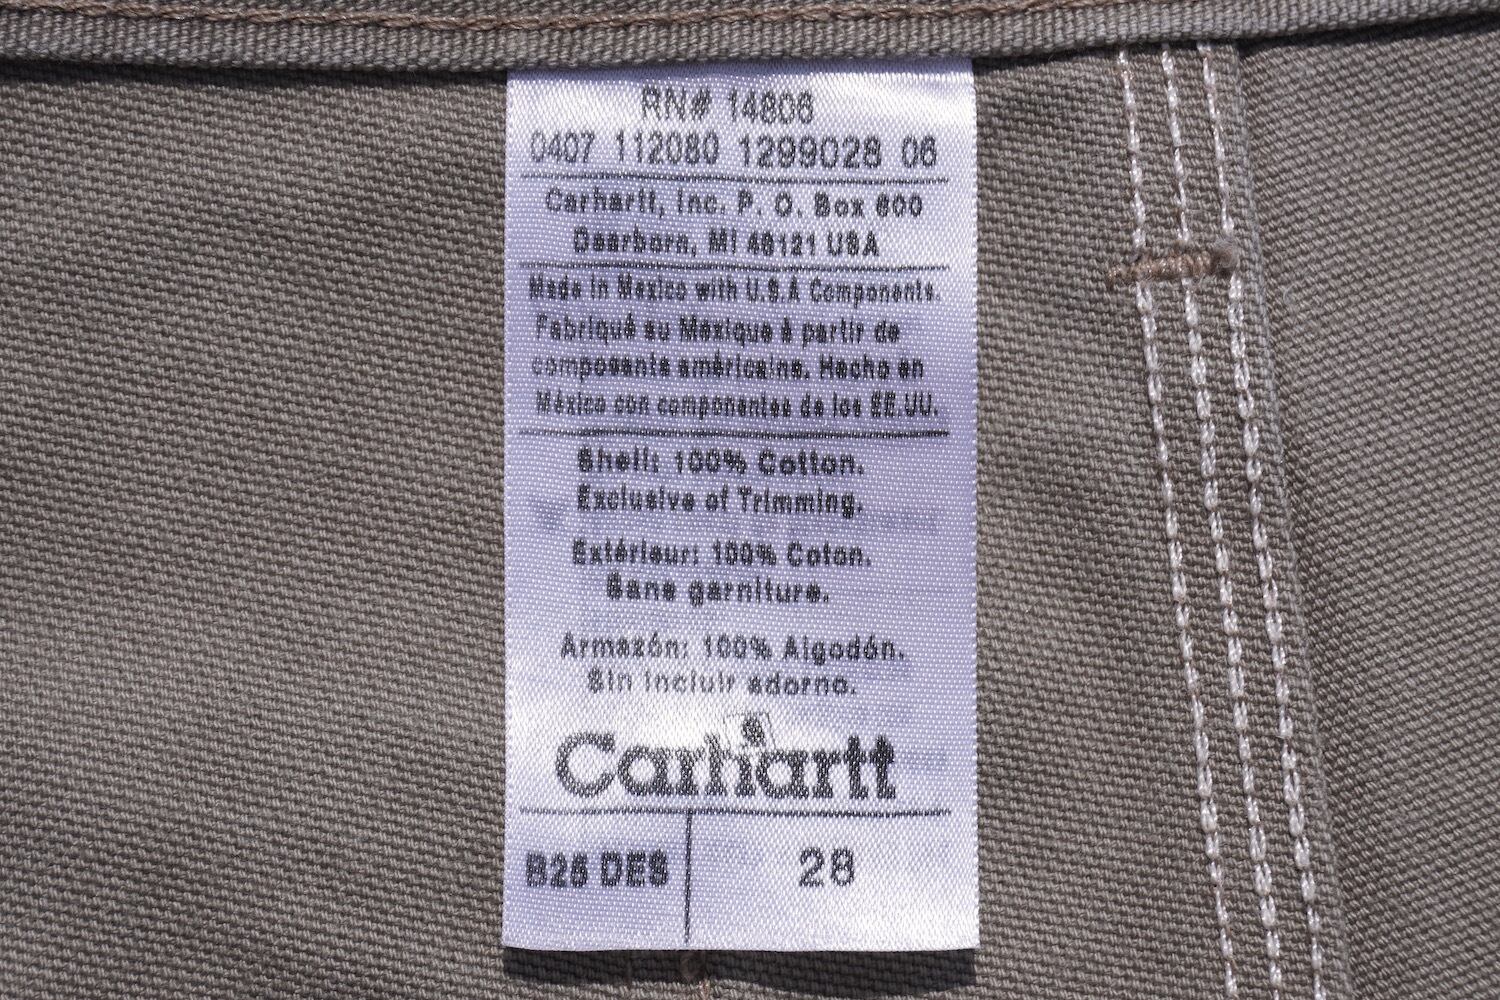 RN# 14806
0407 112080 1299028 06
Carhartt, Inc. P. O. Box 600
Dearborn, MI 48121 USA
Made in Mexico with U.S.A Components.
Fabriqué au Mexique à partir de
composants américains. Hecho en
México con componentes de los EE.UU.
Shell: 100% Cotton.
Exclusive of Trimming.
Extérieur: 100% Coton.
Sans garniture.
Armazón: 100% Algodón.
Sin incluir adorno.
Carhartt
B25 DES 28